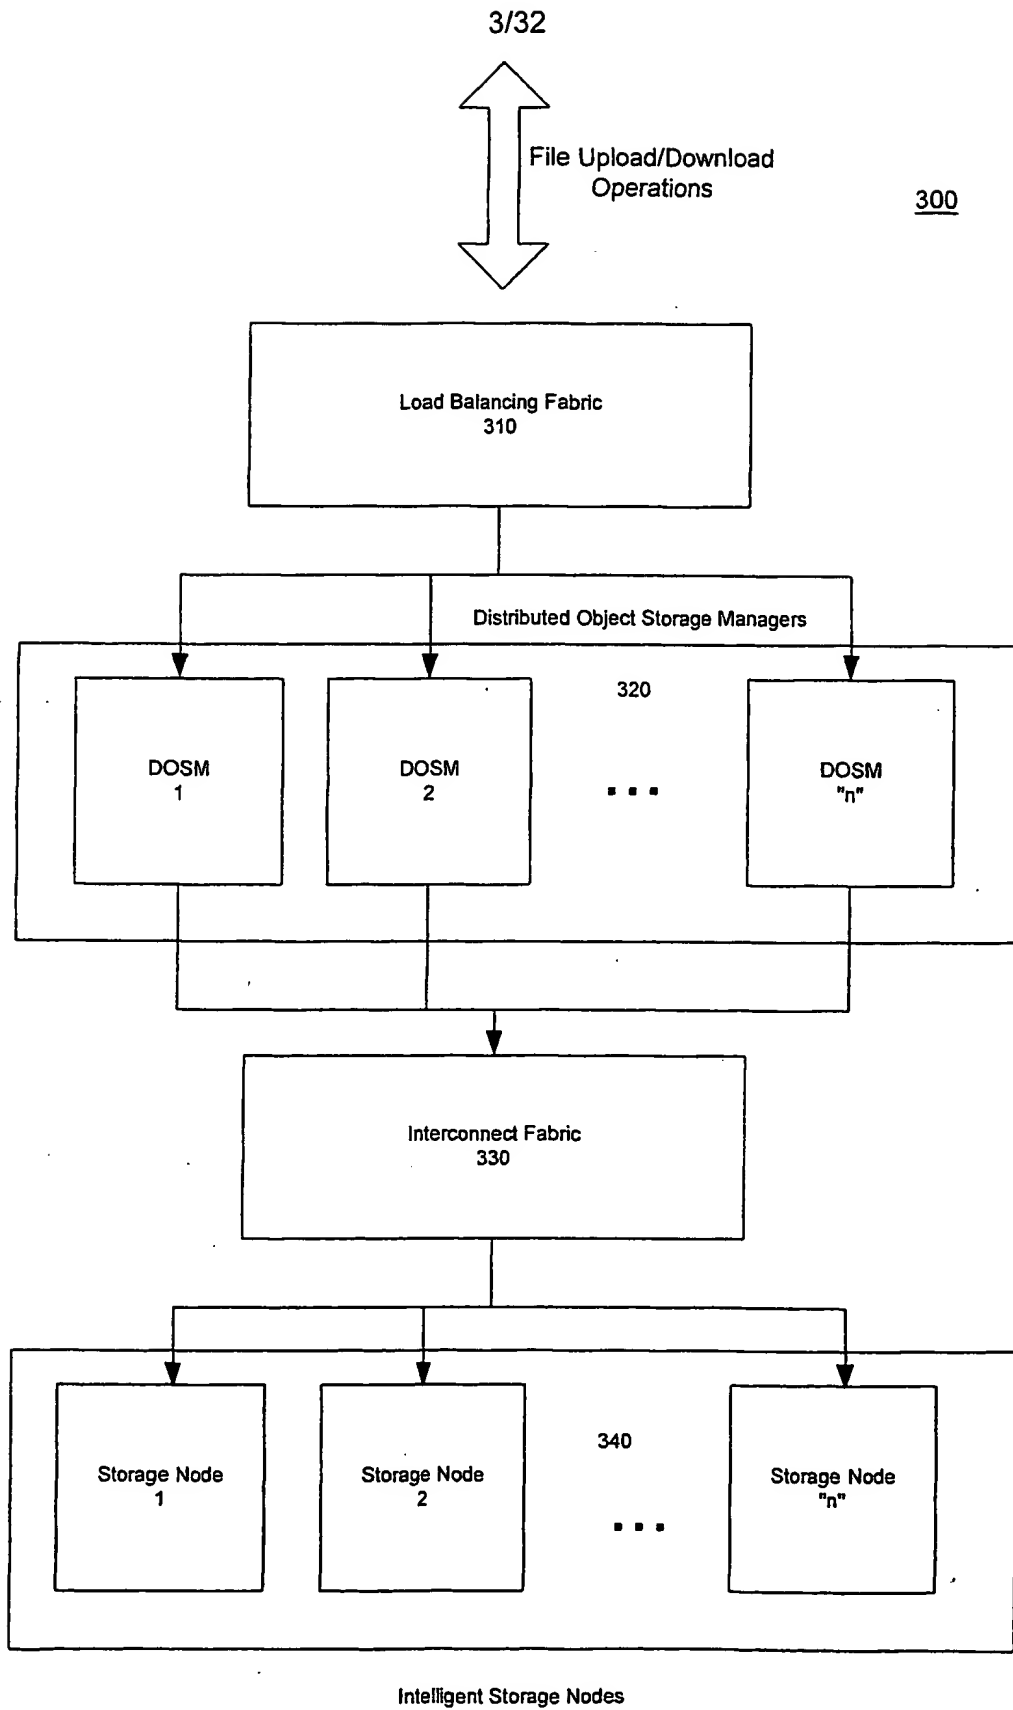 3/32
File Upload/Download
Operations
300
Load Balancing Fabric
310
Distributed Object Storage Managers
320
DOSM
1
DOSM
2
DOSM
"n"
Interconnect Fabric
330
340
Storage Node
1
Storage Node
2
Storage Node
"n"
Intelligent Storage Nodes